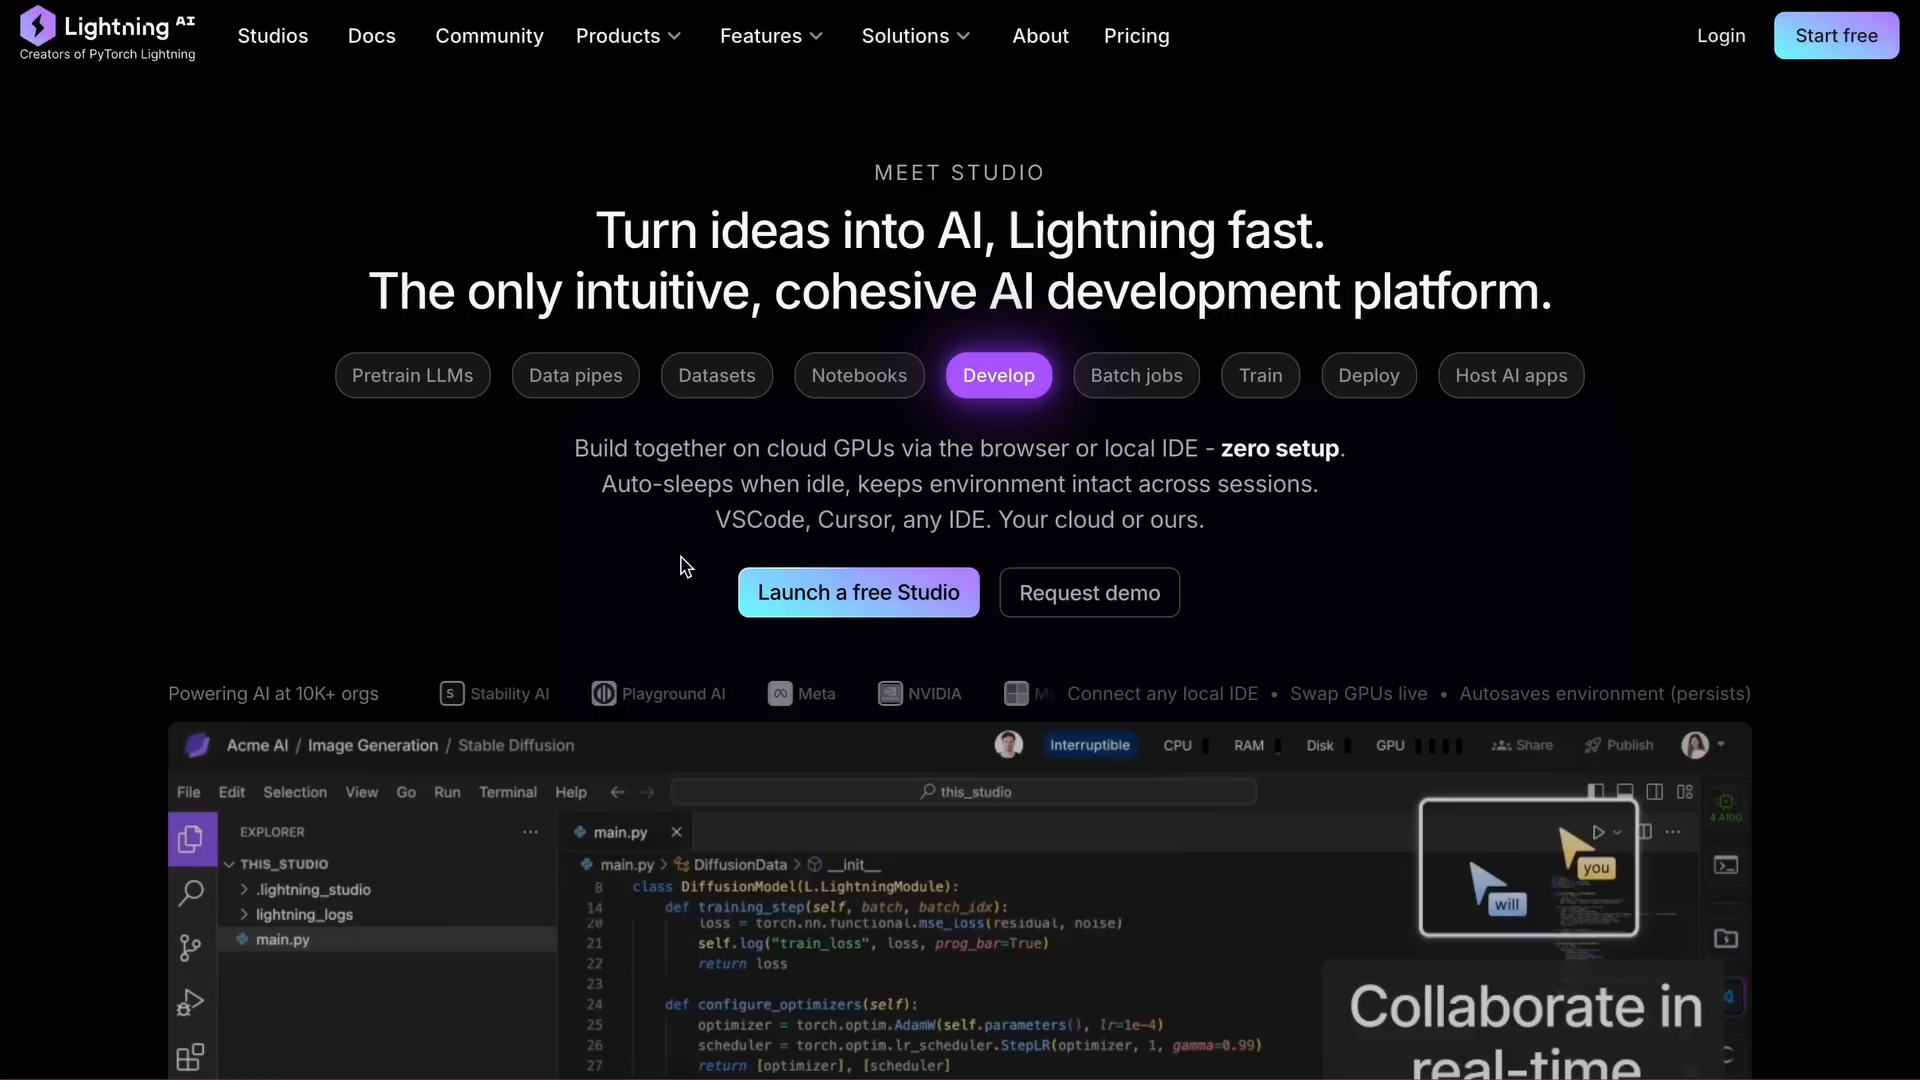 Lightning AI
Creators of PyTorch Lightning
Studios Docs Community Products Features Solutions About Pricing Login Start free
MEET STUDIO
Turn ideas into AI, Lightning fast.
The only intuitive, cohesive AI development platform.
Pretrain LLMs Data pipes Datasets Notebooks Develop Batch jobs Train Deploy Host AI apps
Build together on cloud GPUs via the browser or local IDE - zero setup.
Auto-sleeps when idle, keeps environment intact across sessions.
VSCode, Cursor, any IDE. Your cloud or ours.
Launch a free Studio Request demo
Powering AI at 10K+ orgs Stability AI Playground AI Meta NVIDIA Connect any local IDE • Swap GPUs live • Autosaves environment (persists)
Acme AI / Image Generation / Stable Diffusion Interruptible CPU RAM Disk GPU Share Publish
File Edit Selection View Go Run Terminal Help this_studio
4 A10G
EXPLORER
main.py
THIS_STUDIO
.lightning_studio
lightning_logs
main.py
main.py > DiffusionData > __init__
8 class DiffusionModel(L.LightningModule):
14 def training_step(self, batch, batch_idx):
20 loss = torch.nn.functional.mse_loss(residual, noise)
21 self.log("train_loss", loss, prog_bar=True)
22 return loss
23
24 def configure_optimizers(self):
25 optimizer = torch.optim.AdamW(self.parameters(), lr=1e-4)
26 scheduler = torch.optim.lr_scheduler.StepLR(optimizer, 1, gamma=0.99)
27 return [optimizer], [scheduler]
you
will
Collaborate in
real-time